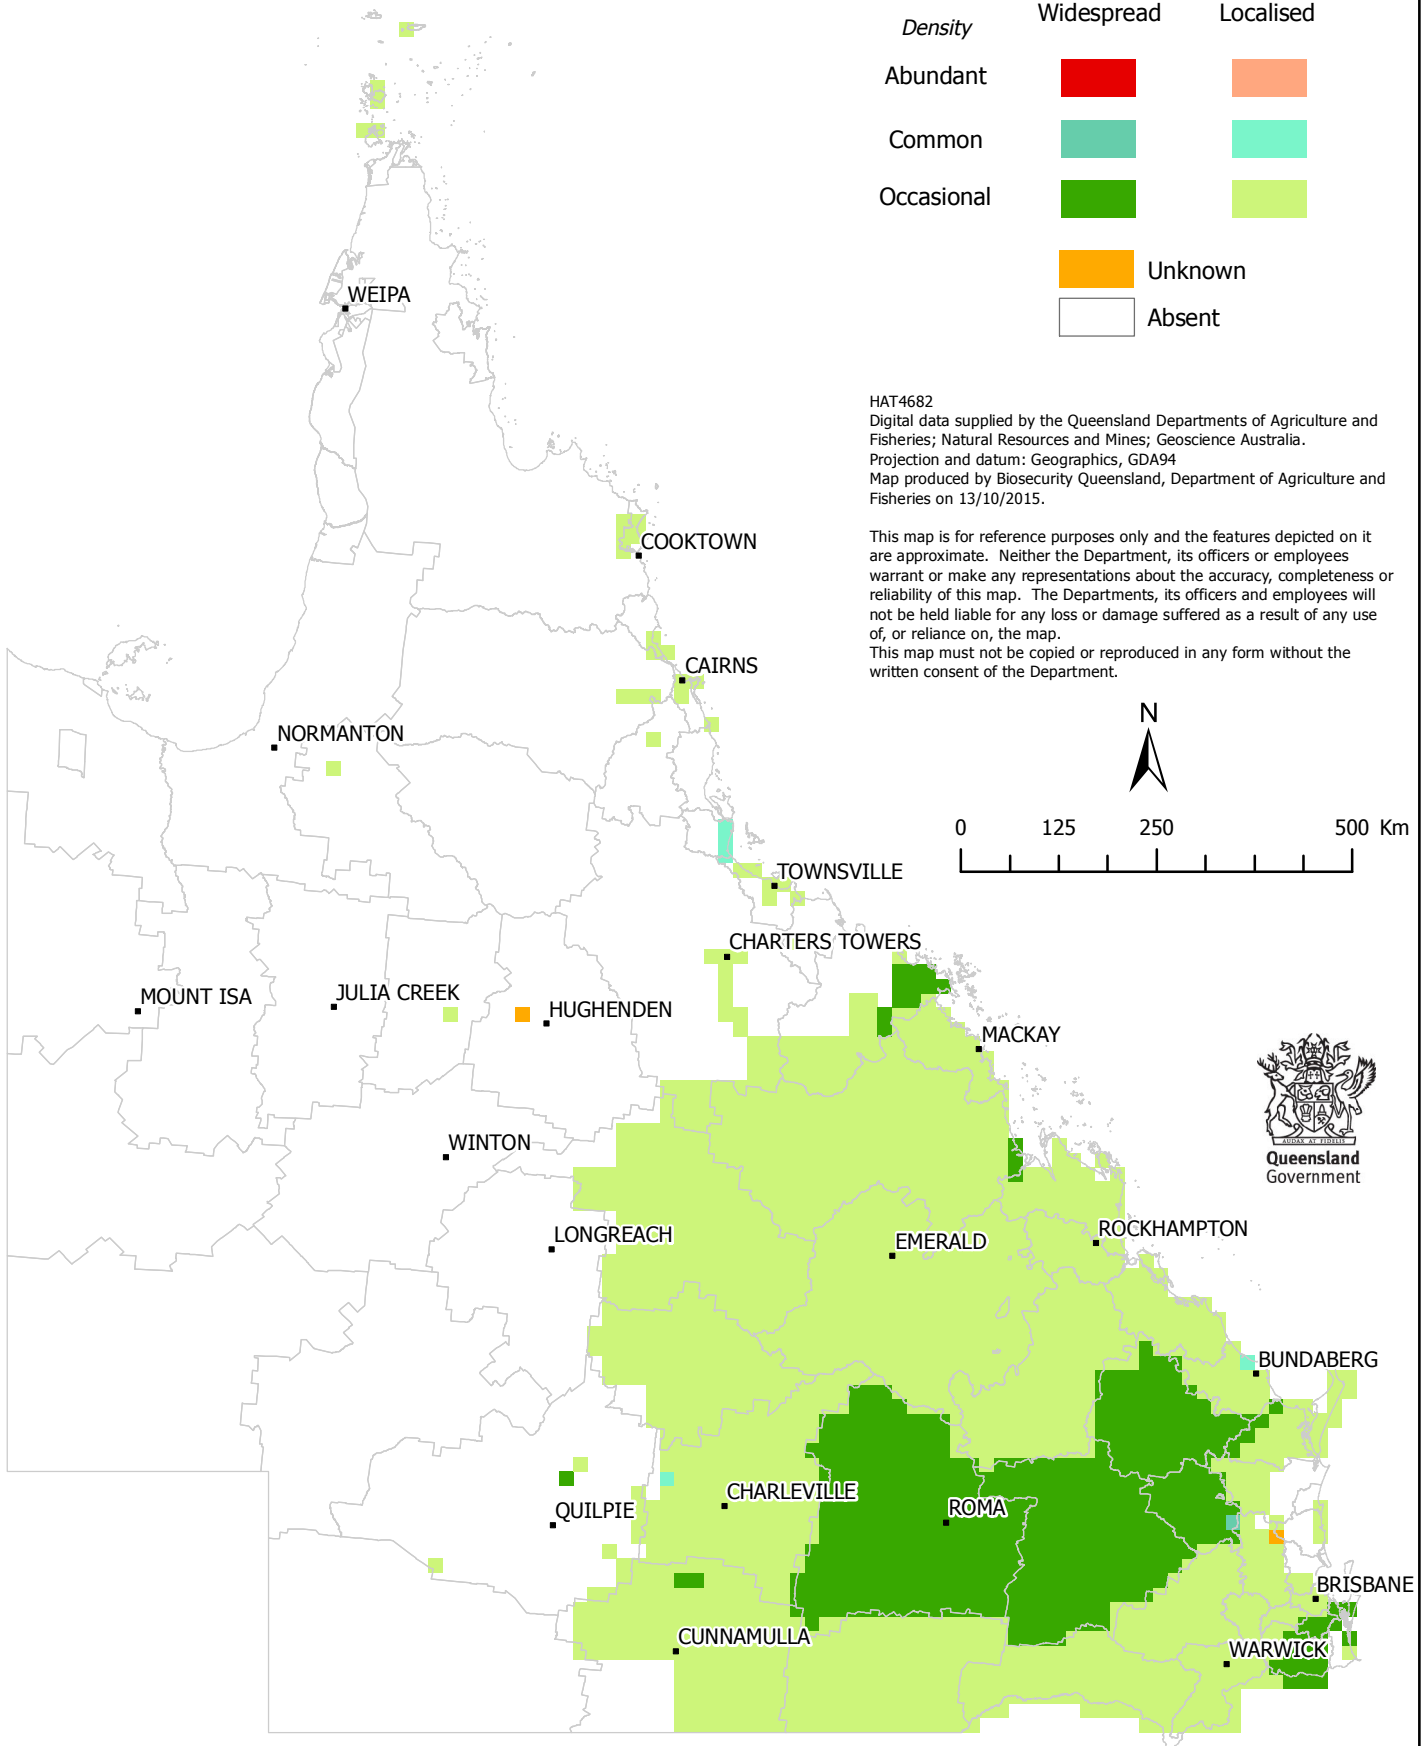 Density
Widespread
Localised
Abundant
Common
Occasional
Unknown
Absent
HAT4682
Digital data supplied by the Queensland Departments of Agriculture and
Fisheries; Natural Resources and Mines; Geoscience Australia.
Projection and datum: Geographics, GDA94
Map produced by Biosecurity Queensland, Department of Agriculture and
Fisheries on 13/10/2015.
This map is for reference purposes only and the features depicted on it
are approximate. Neither the Department, its officers or employees
warrant or make any representations about the accuracy, completeness or
reliability of this map. The Departments, its officers and employees will
not be held liable for any loss or damage suffered as a result of any use
of, or reliance on, the map.
This map must not be copied or reproduced in any form without the
written consent of the Department.
N
0 125 250 500 Km
WEIPA
COOKTOWN
CAIRNS
NORMANTON
TOWNSVILLE
CHARTERS TOWERS
MOUNT ISA
JULIA CREEK
HUGHENDEN
MACKAY
AUDAX AT FIDELIS
Queensland
Government
WINTON
LONGREACH
EMERALD
ROCKHAMPTON
BUNDABERG
CHARLEVILLE
QUILPIE
ROMA
BRISBANE
CUNNAMULLA
WARWICK